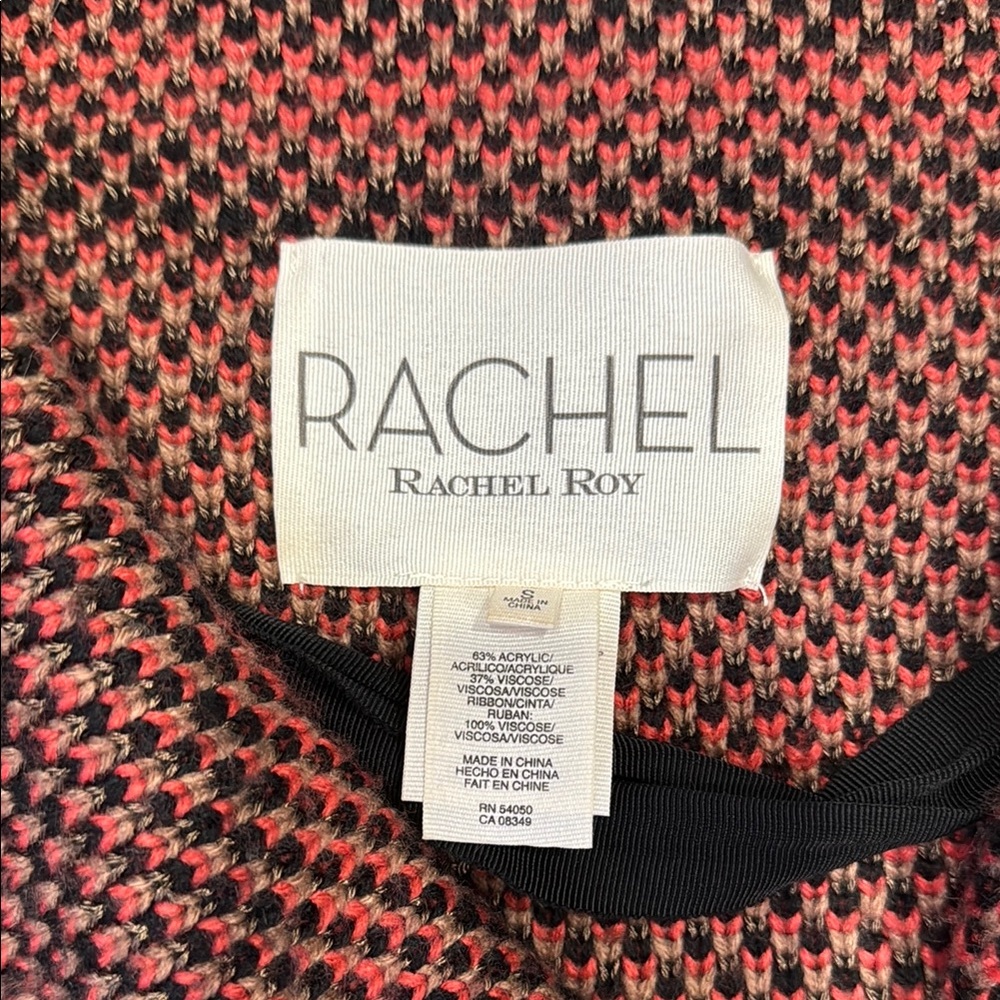 RACHEL
RACHEL ROY
S
MADE IN
CHINA
63% ACRYLIC/
ACRILICO/ACRYLIQUE
37% VISCOSE/
VISCOSA/VISCOSE
RIBBON/CINTA/
RUBAN:
100% VISCOSE/
VISCOSA/VISCOSE
MADE IN CHINA
HECHO EN CHINA
FAIT EN CHINE
RN 54050
CA 08349